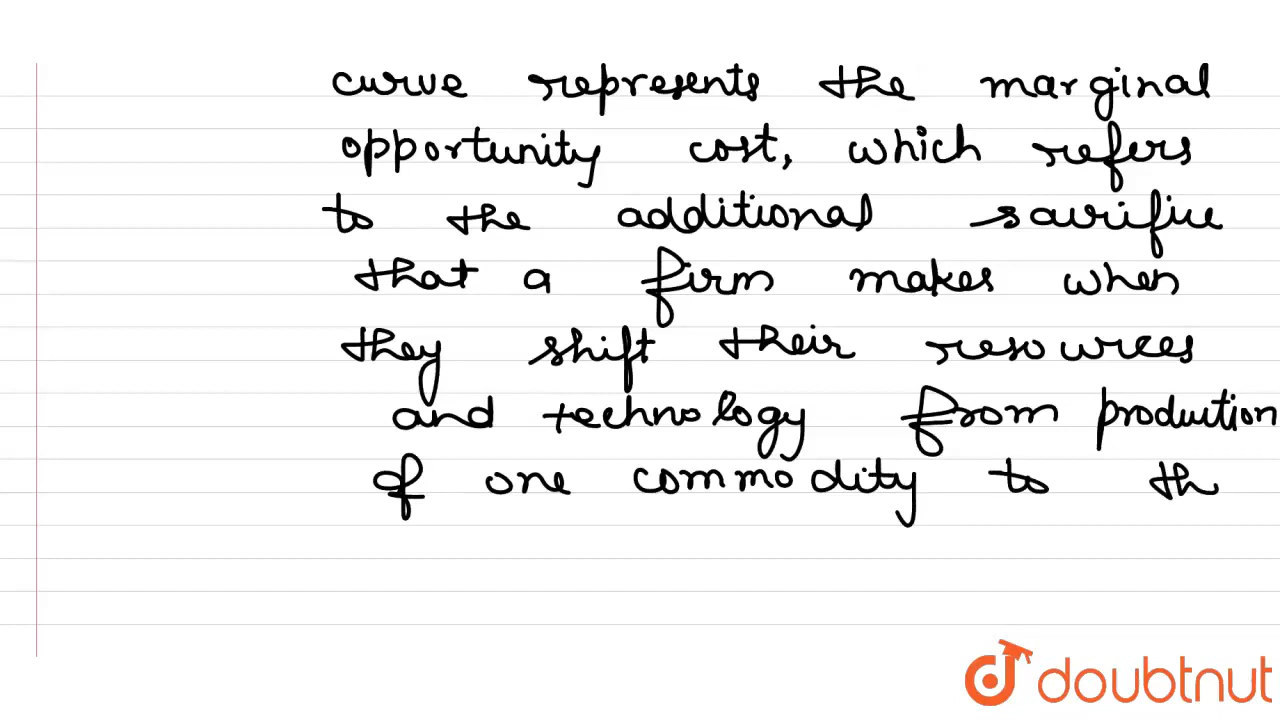 curve represents the marginal
opportunity cost, which refers
to the additional sacrifice
that a firm makes when
they shift their resources
and technology from production
of one commodity to th
doubtnut